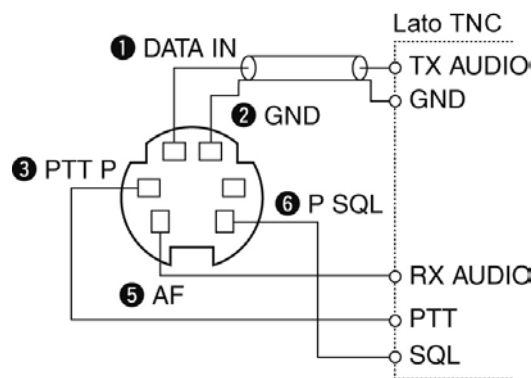 Lato TNC
❶ DATA IN
TX AUDIO
❷ GND
GND
❸ PTT P
❻ P SQL
❺ AF
RX AUDIO
PTT
SQL